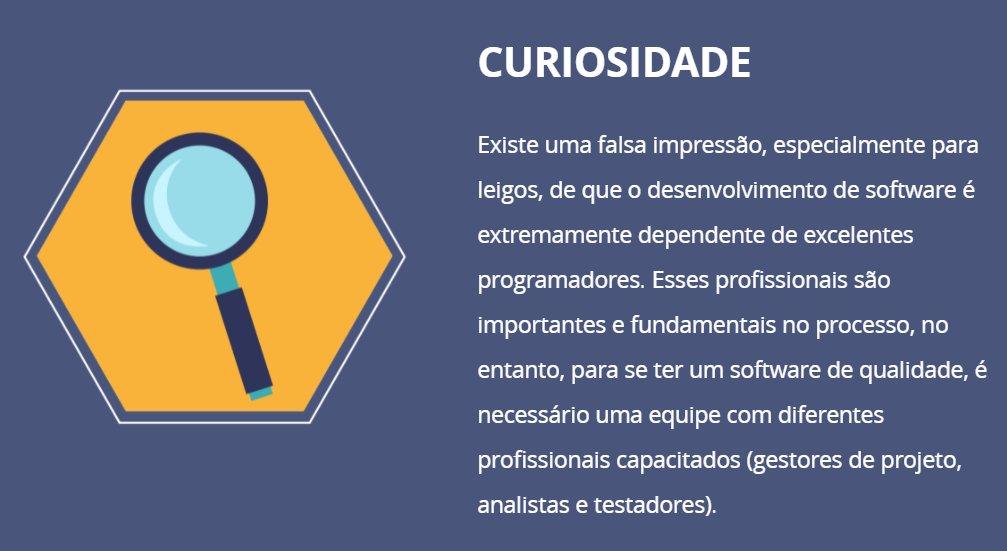 CURIOSIDADE
Existe uma falsa impressão, especialmente para
leigos, de que o desenvolvimento de software é
extremamente dependente de excelentes
programadores. Esses profissionais são
importantes e fundamentais no processo, no
entanto, para se ter um software de qualidade, é
necessário uma equipe com diferentes
profissionais capacitados (gestores de projeto,
analistas e testadores).